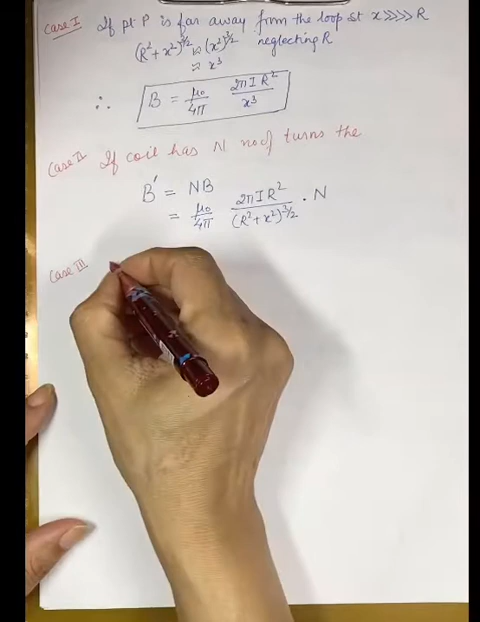 Case I If pt P is far away from the loop st x >>>> R
(R² + x²)^3/2 ≈ (x²)^3/2 neglecting R
≈ x³
∴ B = μ₀/4π 2πIR²/x³
Case II If coil has N no of turns the
B' = NB
= μ₀/4π 2πIR²/(R²+x²)^3/2 . N
Case III